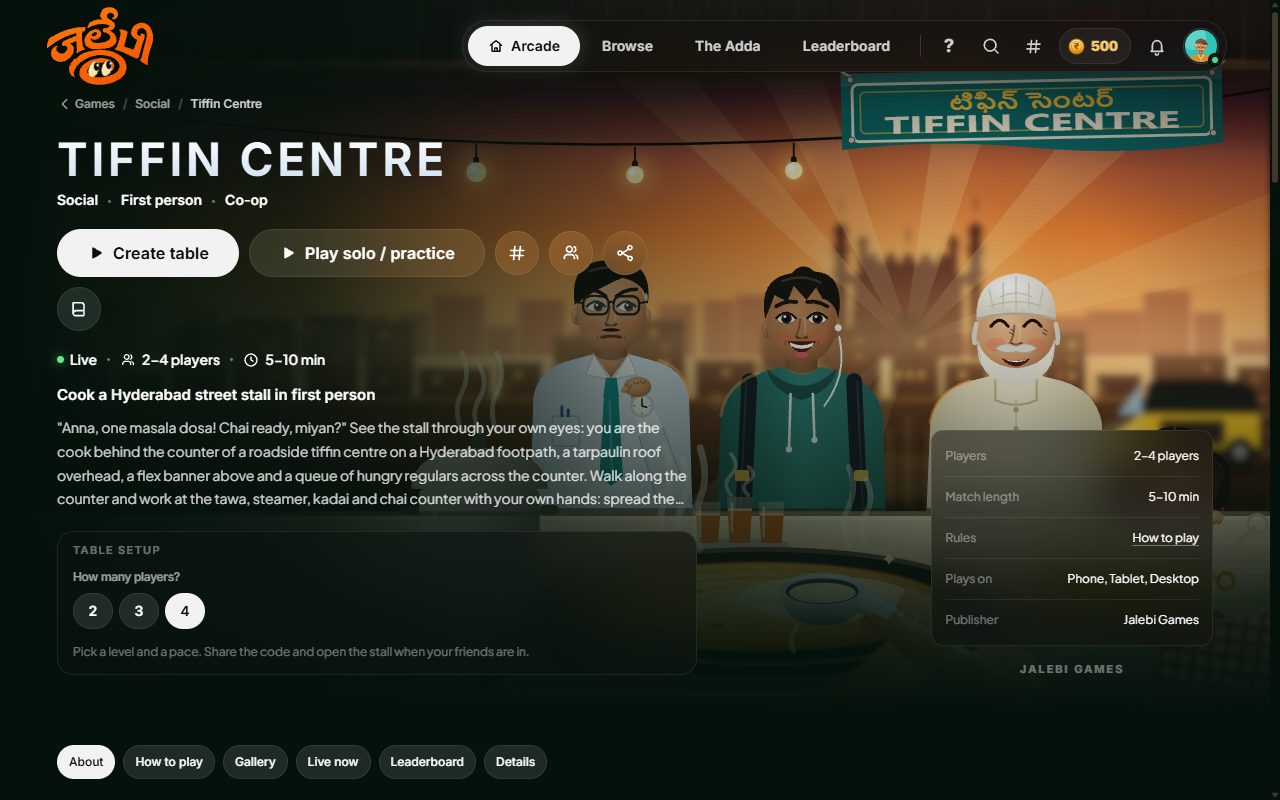 జలేబీ
Arcade
Browse
The Adda
Leaderboard
?
#
₹ 500
Games / Social / Tiffin Centre
టిఫిన్ సెంటర్
TIFFIN CENTRE
TIFFIN CENTRE
Social • First person • Co-op
Create table
Play solo / practice
#
Live • 2–4 players • 5–10 min
Cook a Hyderabad street stall in first person
"Anna, one masala dosa! Chai ready, miyan?" See the stall through your own eyes: you are the
cook behind the counter of a roadside tiffin centre on a Hyderabad footpath, a tarpaulin roof
overhead, a flex banner above and a queue of hungry regulars across the counter. Walk along the
counter and work at the tawa, steamer, kadai and chai counter with your own hands: spread the...
TABLE SETUP
How many players?
2 3 4
Pick a level and a pace. Share the code and open the stall when your friends are in.
Players 2–4 players
Match length 5–10 min
Rules How to play
Plays on Phone, Tablet, Desktop
Publisher Jalebi Games
JALEBI GAMES
About
How to play
Gallery
Live now
Leaderboard
Details